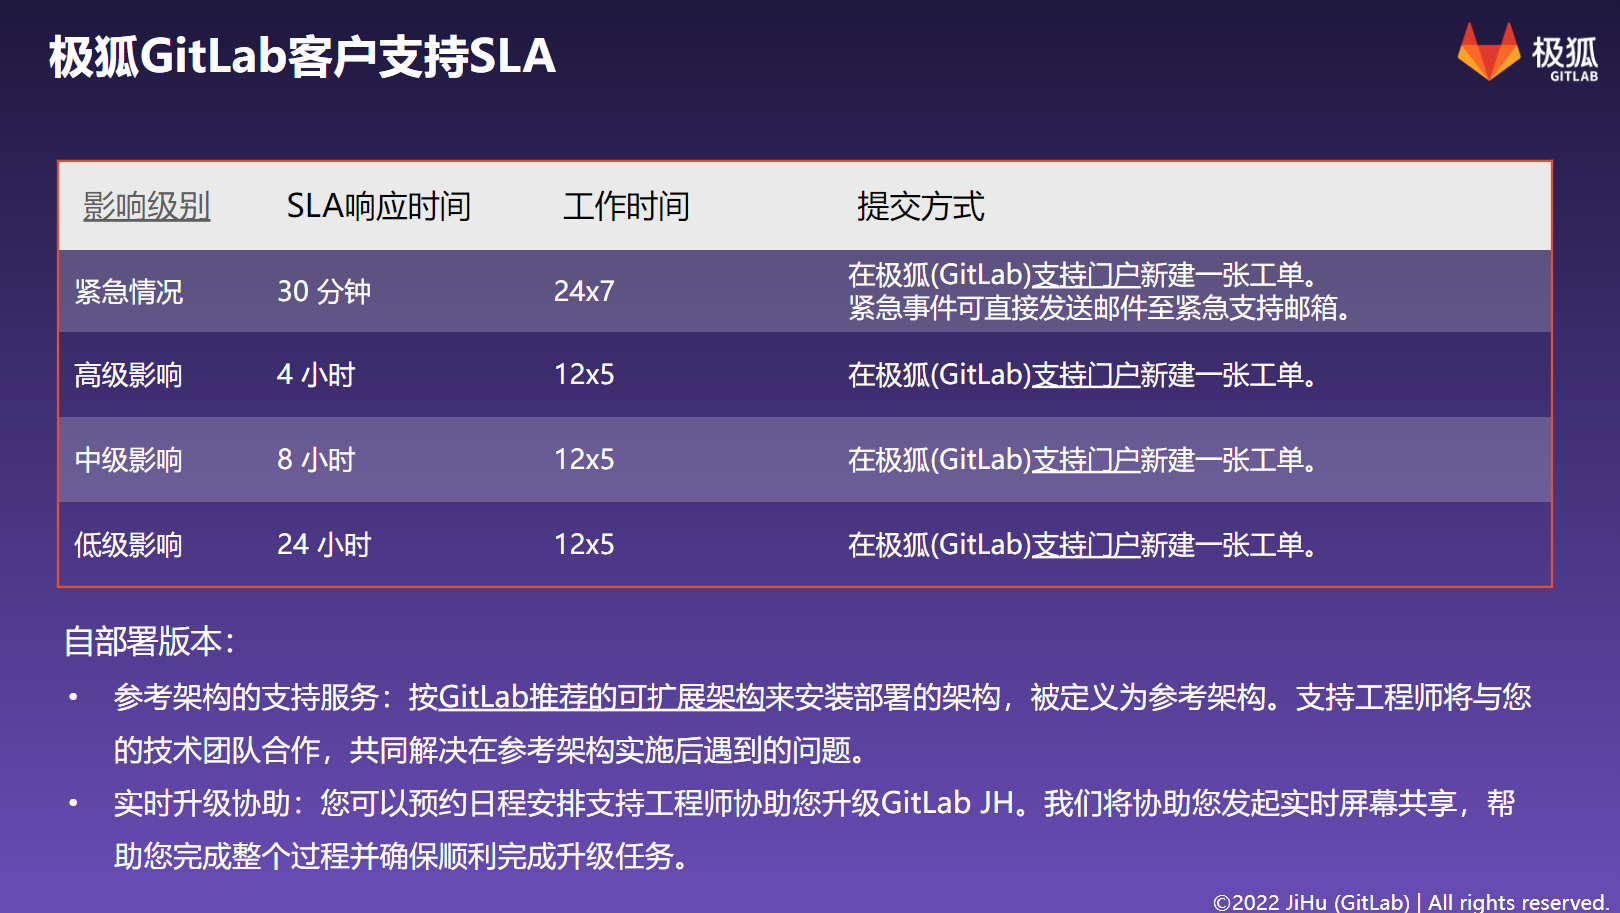 极狐GitLab客户支持SLA
极狐
GITLAB
影响级别 SLA响应时间 工作时间 提交方式
紧急情况 30 分钟 24x7 在极狐(GitLab)支持门户新建一张工单。
紧急事件可直接发送邮件至紧急支持邮箱。
高级影响 4 小时 12x5 在极狐(GitLab)支持门户新建一张工单。
中级影响 8 小时 12x5 在极狐(GitLab)支持门户新建一张工单。
低级影响 24 小时 12x5 在极狐(GitLab)支持门户新建一张工单。
自部署版本：
• 参考架构的支持服务：按GitLab推荐的可扩展架构来安装部署的架构，被定义为参考架构。支持工程师将与您
的技术团队合作，共同解决在参考架构实施后遇到的问题。
• 实时升级协助：您可以预约日程安排支持工程师协助您升级GitLab JH。我们将协助您发起实时屏幕共享，帮
助您完成整个过程并确保顺利完成升级任务。
©2022 JiHu (GitLab) | All rights reserved.